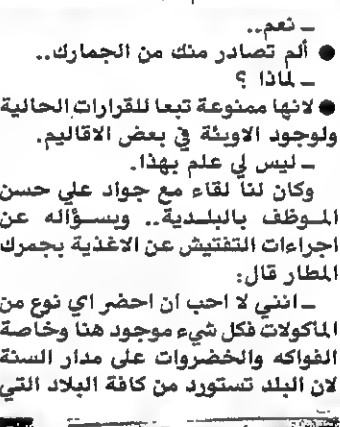 ـ نعم..
● ألم تصادر منك من الجمارك..
ـ لماذا ؟
● لانها ممنوعة تبعا للقرارات الحالية
ولوجود الاوبئة في بعض الاقاليم.
ـ ليس لي علم بهذا.
وكان لنا لقاء مع جواد علي حسن
المـوظف بالبلـدية.. وبسـؤاله عن
اجراءات التفتيش عن الاغذية بجمرك
المطار قال:
ـ انني لا احب ان احضر اي نوع من
المأكولات فكل شيء موجود هنا وخاصة
الفواكه والخضروات على مدار السنة
لان البلد تستورد من كافة البلاد التي